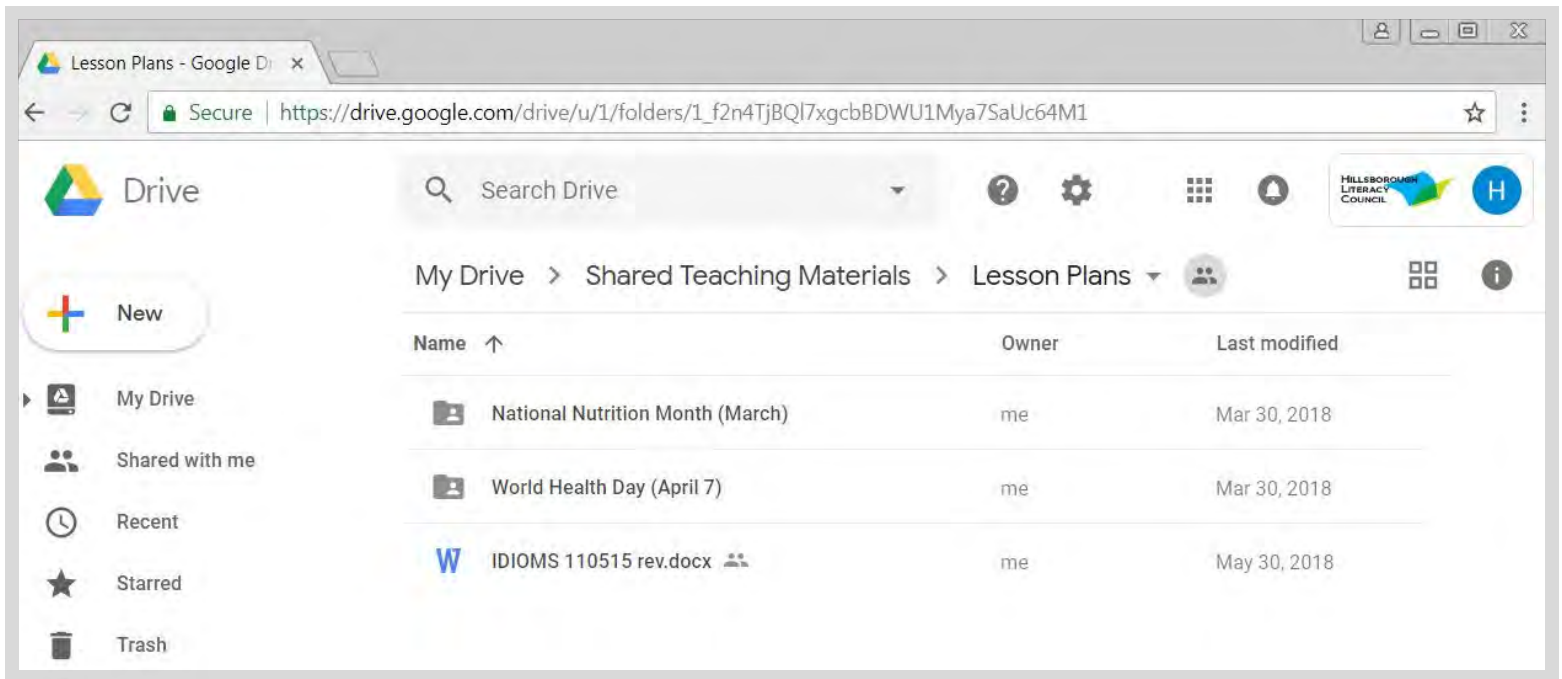 Lesson Plans - Google Dr
Secure | https://drive.google.com/drive/u/1/folders/1_f2n4TjBQl7xgcbBDWU1Mya7SaUc64M1
Drive
Search Drive
HILLSBOROUGH
LITERACY
COUNCIL
H
My Drive > Shared Teaching Materials > Lesson Plans
New
Name Owner Last modified
My Drive
National Nutrition Month (March) me Mar 30, 2018
Shared with me
World Health Day (April 7) me Mar 30, 2018
Recent
IDIOMS 110515 rev.docx me May 30, 2018
Starred
Trash